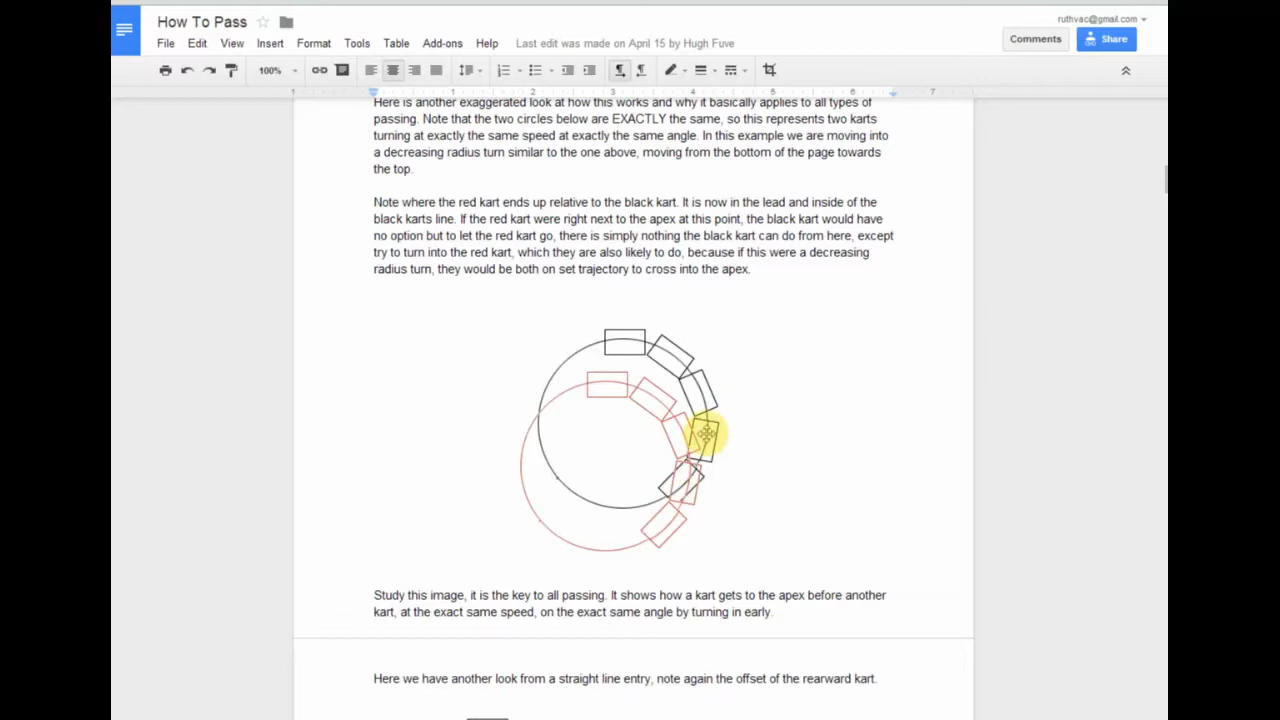 How To Pass
ruthvac@gmail.com
File Edit View Insert Format Tools Table Add-ons Help Last edit was made on April 15 by Hugh Fuve
Comments Share
100%
1 1 2 3 4 5 6 7
Here is another exaggerated look at how this works and why it basically applies to all types of
passing. Note that the two circles below are EXACTLY the same, so this represents two karts
turning at exactly the same speed at exactly the same angle. In this example we are moving into
a decreasing radius turn similar to the one above, moving from the bottom of the page towards
the top.
Note where the red kart ends up relative to the black kart. It is now in the lead and inside of the
black karts line. If the red kart were right next to the apex at this point, the black kart would have
no option but to let the red kart go, there is simply nothing the black kart can do from here, except
try to turn into the red kart, which they are also likely to do, because if this were a decreasing
radius turn, they would be both on set trajectory to cross into the apex.
Study this image, it is the key to all passing. It shows how a kart gets to the apex before another
kart, at the exact same speed, on the exact same angle by turning in early.
Here we have another look from a straight line entry, note again the offset of the rearward kart.